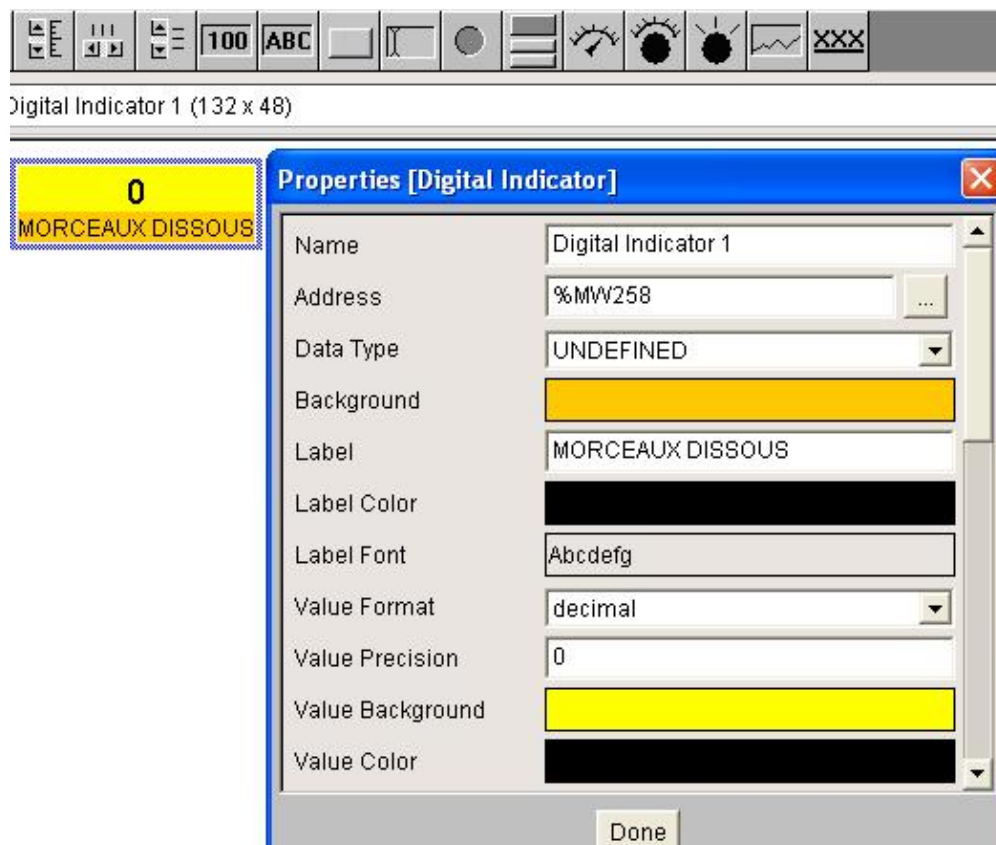 100 ABC XXX
Digital Indicator 1 (132 x 48)
0
MORCEAUX DISSOUS
Properties [Digital Indicator]
Name Digital Indicator 1
Address %MW258 ...
Data Type UNDEFINED
Background
Label MORCEAUX DISSOUS
Label Color
Label Font Abcdefg
Value Format decimal
Value Precision 0
Value Background
Value Color
Done